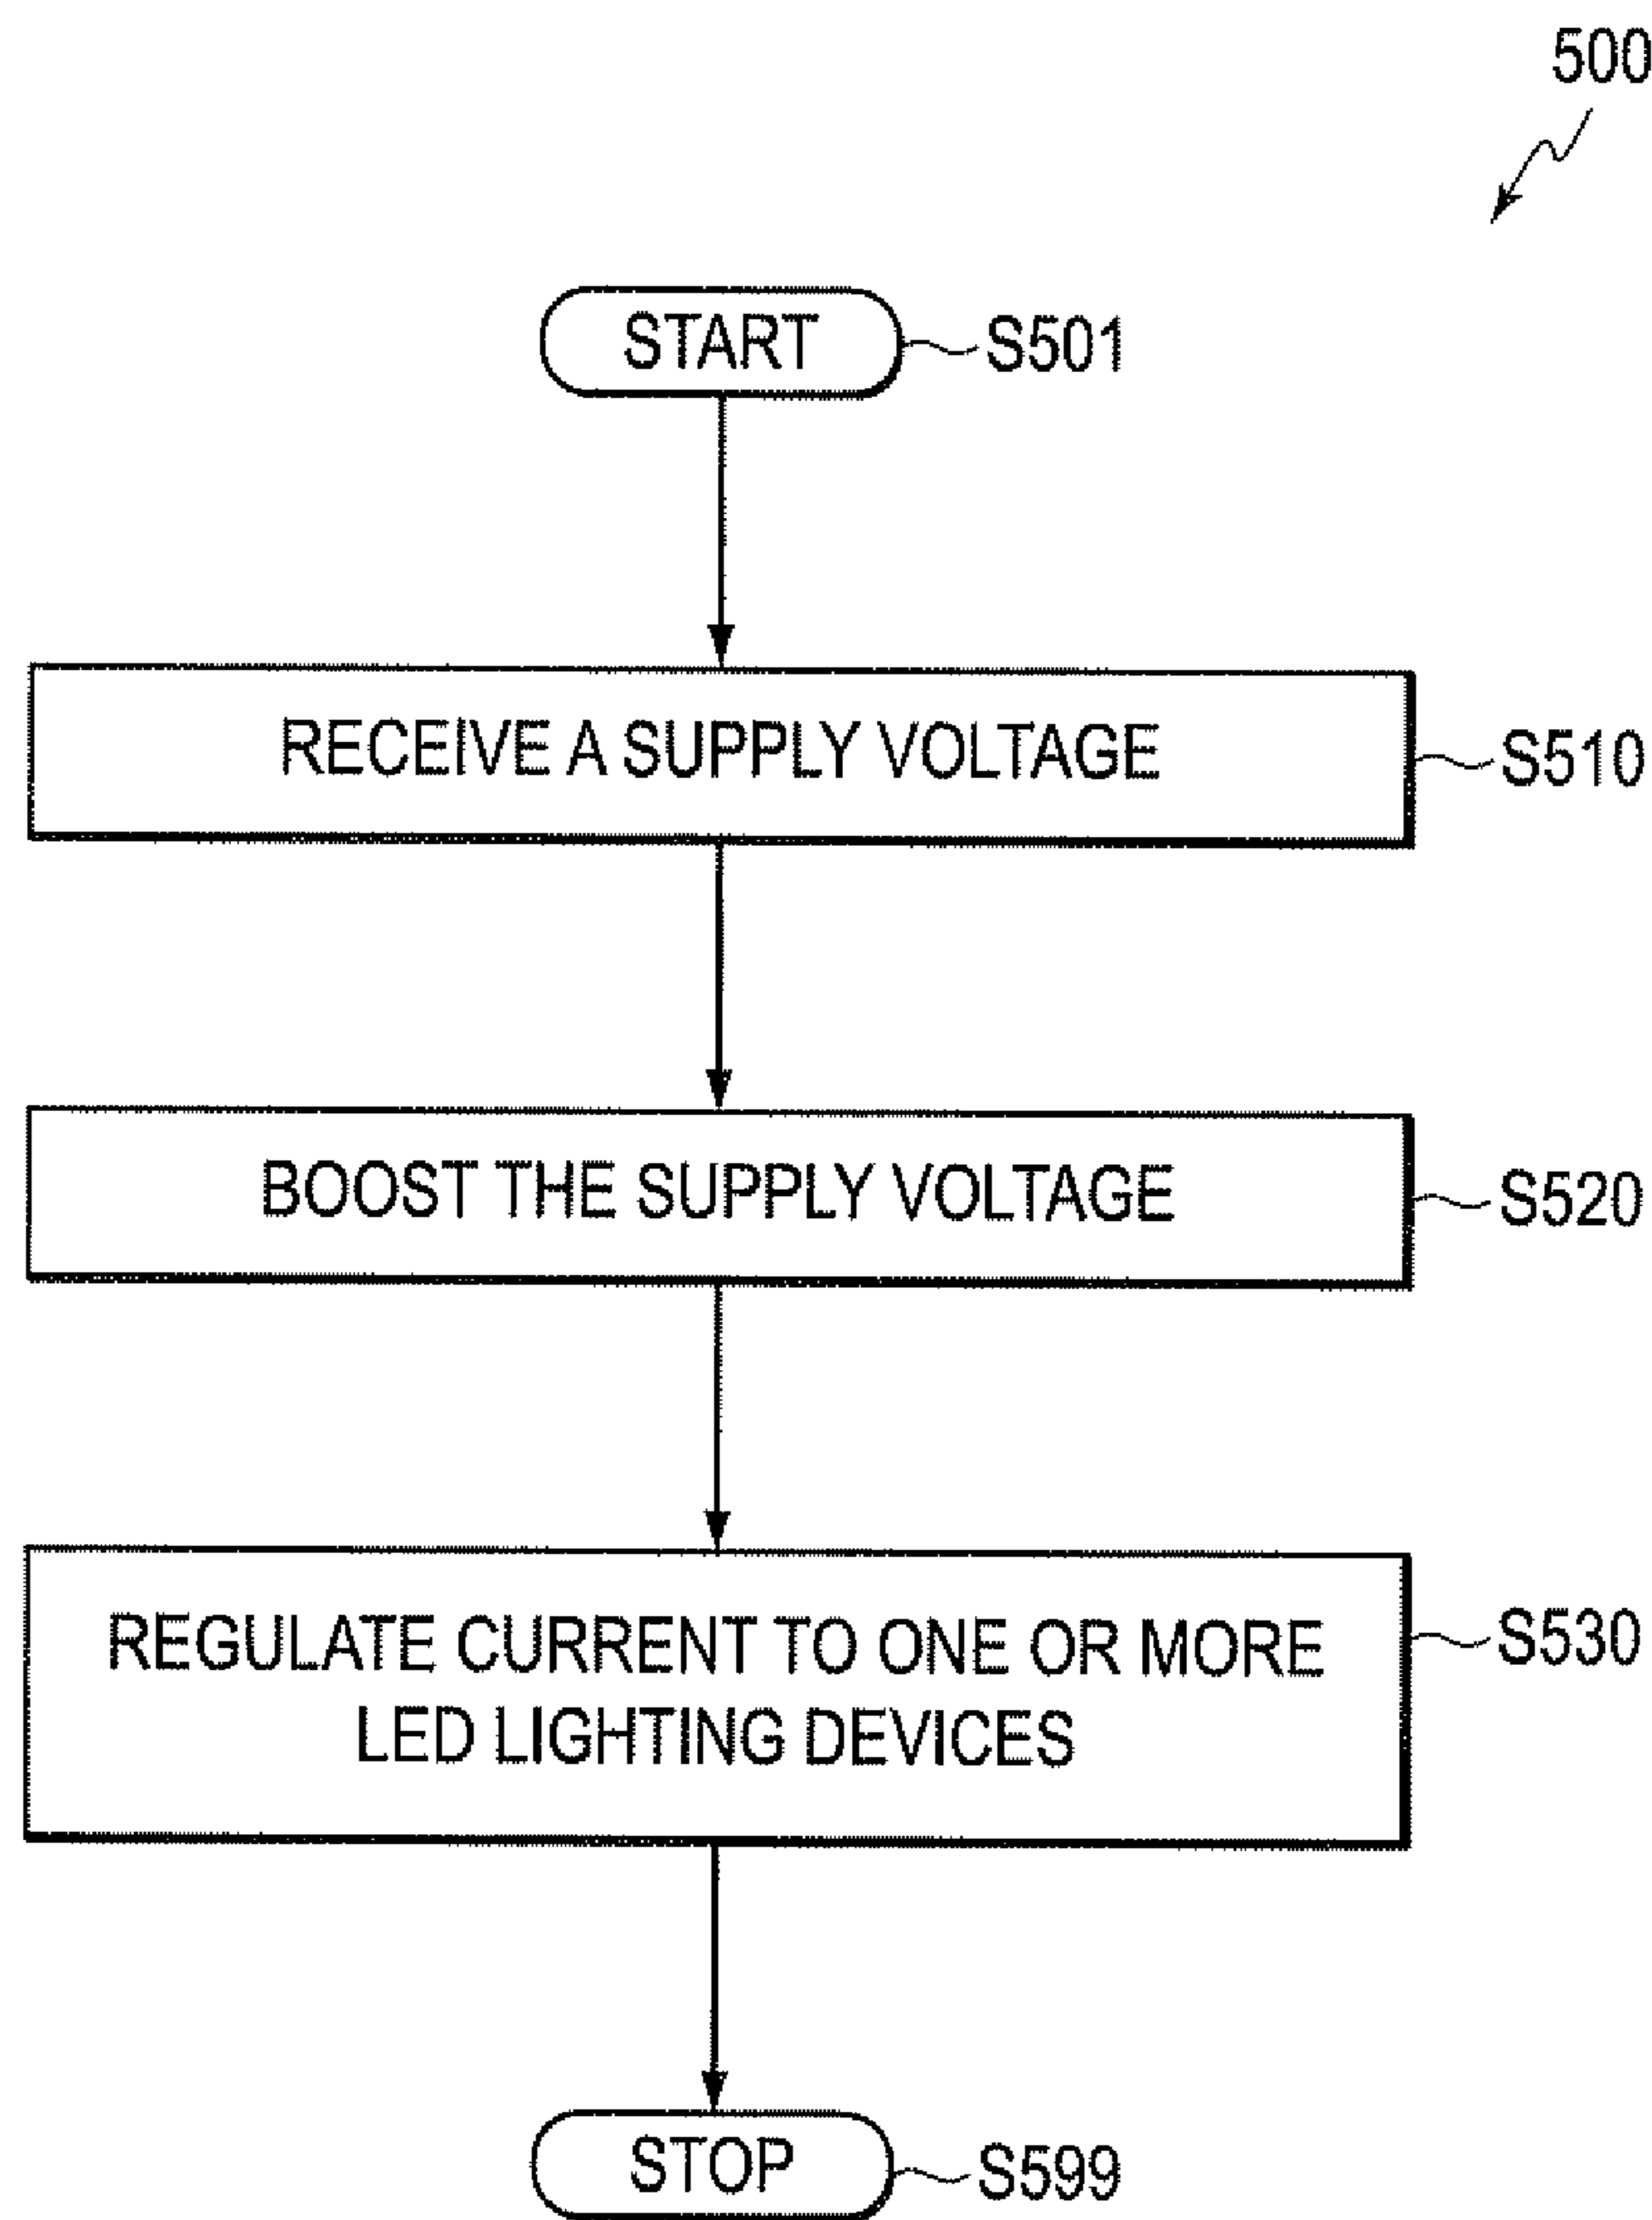 500
START
S501
RECEIVE A SUPPLY VOLTAGE
S510
BOOST THE SUPPLY VOLTAGE
S520
REGULATE CURRENT TO ONE OR MORE
LED LIGHTING DEVICES
S530
STOP
S599